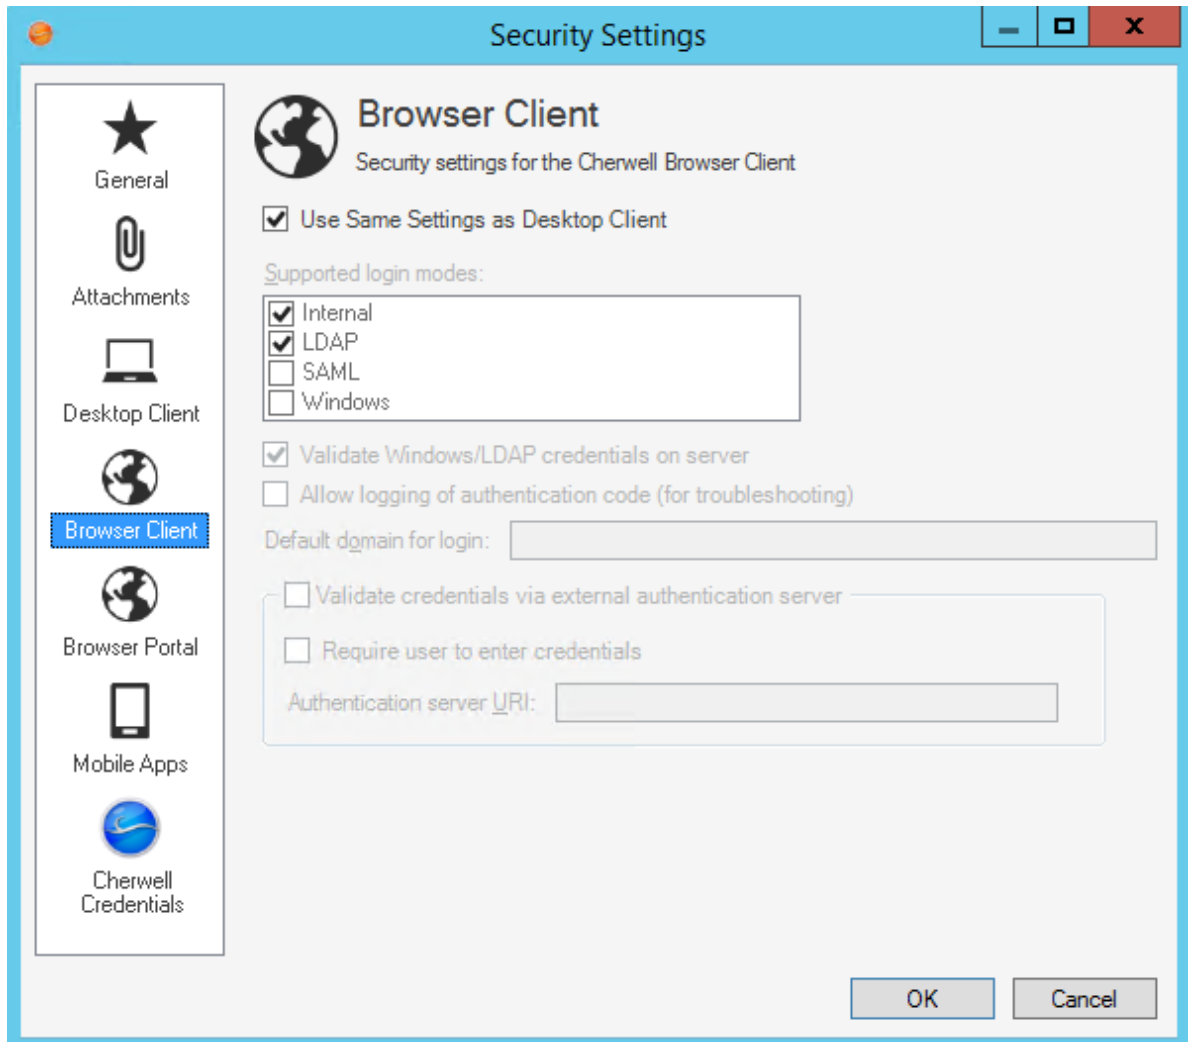 Security Settings
General
Attachments
Desktop Client
Browser Client
Browser Portal
Mobile Apps
Cherwell
Credentials
Browser Client
Security settings for the Cherwell Browser Client
Use Same Settings as Desktop Client
Supported login modes:
Internal
LDAP
SAML
Windows
Validate Windows/LDAP credentials on server
Allow logging of authentication code (for troubleshooting)
Default domain for login:
Validate credentials via external authentication server
Require user to enter credentials
Authentication server URI:
OK Cancel